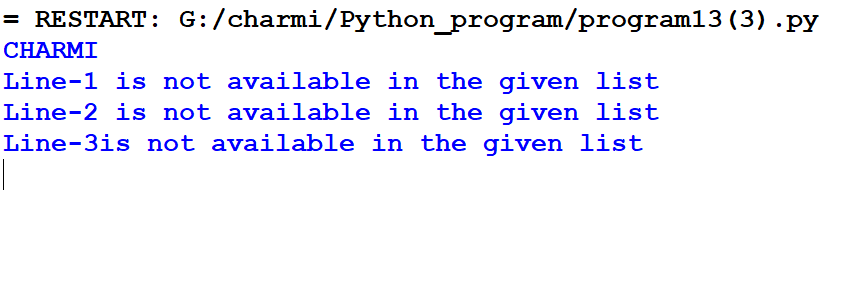 = RESTART: G:/charmi/Python_program/program13(3).py
CHARMI
Line-1 is not available in the given list
Line-2 is not available in the given list
Line-3is not available in the given list